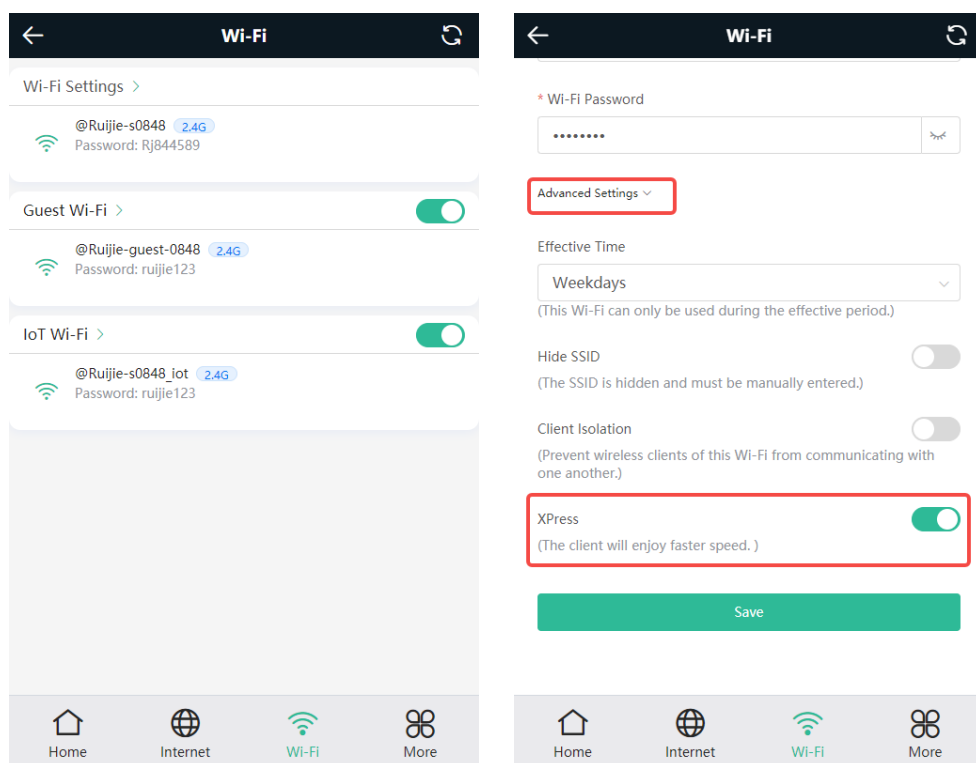 Wi-Fi
Wi-Fi Settings >
@Ruijie-s0848 2.4G
Password: Rj844589
Guest Wi-Fi >
@Ruijie-guest-0848 2.4G
Password: ruijie123
IoT Wi-Fi >
@Ruijie-s0848_iot 2.4G
Password: ruijie123
Home Internet Wi-Fi More
Wi-Fi
* Wi-Fi Password
••••••••
Advanced Settings
Effective Time
Weekdays
(This Wi-Fi can only be used during the effective period.)
Hide SSID
(The SSID is hidden and must be manually entered.)
Client Isolation
(Prevent wireless clients of this Wi-Fi from communicating with
one another.)
XPress
(The client will enjoy faster speed. )
Save
Home Internet Wi-Fi More